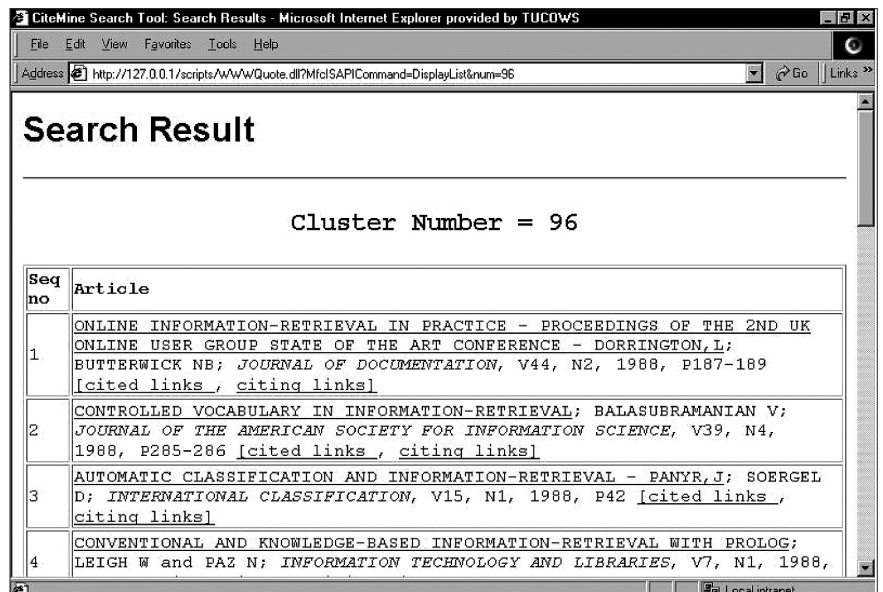 CiteMine Search Tool: Search Results - Microsoft Internet Explorer provided by TUCOWS
File Edit View Favorites Tools Help
Address http://127.0.0.1/scripts/WWWQuote.dll?MfcISAPICommand=DisplayList&num=96 Go Links »
Search Result
Cluster Number = 96
Seq no Article
1
ONLINE INFORMATION-RETRIEVAL IN PRACTICE - PROCEEDINGS OF THE 2ND UK
ONLINE USER GROUP STATE OF THE ART CONFERENCE - DORRINGTON,L;
BUTTERWICK NB; JOURNAL OF DOCUMENTATION, V44, N2, 1988, P187-189
[cited links , citing links]
2
CONTROLLED VOCABULARY IN INFORMATION-RETRIEVAL; BALASUBRAMANIAN V;
JOURNAL OF THE AMERICAN SOCIETY FOR INFORMATION SCIENCE, V39, N4,
1988, P285-286 [cited links , citing links]
3
AUTOMATIC CLASSIFICATION AND INFORMATION-RETRIEVAL - PANYR,J; SOERGEL
D; INTERNATIONAL CLASSIFICATION, V15, N1, 1988, P42 [cited links ,
citing links]
4
CONVENTIONAL AND KNOWLEDGE-BASED INFORMATION-RETRIEVAL WITH PROLOG;
LEIGH W and PAZ N; INFORMATION TECHNOLOGY AND LIBRARIES, V7, N1, 1988,
Local intranet